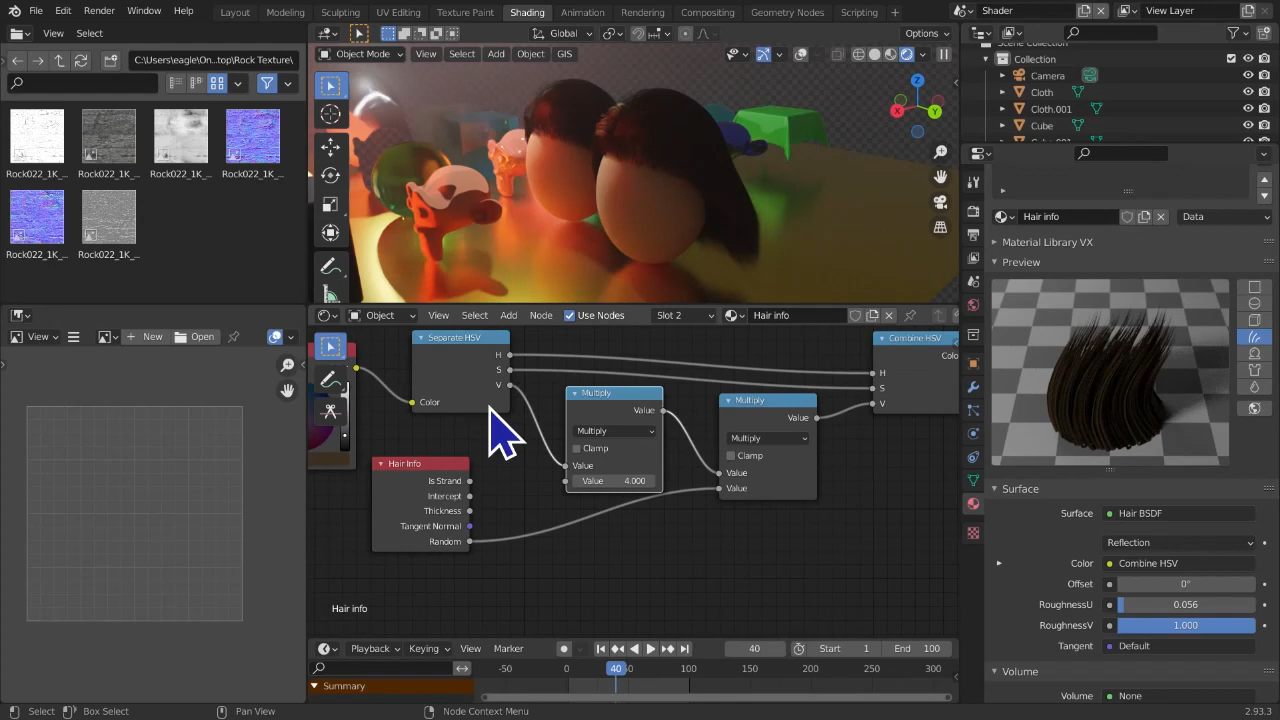 File Edit Render Window Help Layout Modeling Sculpting UV Editing Texture Paint Shading Animation Rendering Compositing Geometry Nodes Scripting + Shader View Layer
View Select
C:\Users\eagle\On...top\Rock Texture\
Rock022_1K_... Rock022_1K_... Rock022_1K_... Rock022_1K_...
Rock022_1K_... Rock022_1K_...
Global Options
Object Mode View Select Add Object GIS
Z
X
Y
Collection
Camera
Cloth
Cloth.001
Cube
Hair info Data
Material Library VX
Preview
Surface
Surface Hair BSDF
Reflection
Color Combine HSV
Offset 0°
RoughnessU 0.056
RoughnessV 1.000
Tangent Default
Volume
Volume None
View New Open
Object View Select Add Node Use Nodes Slot 2 Hair info
Separate HSV
H
S
V
Color
Hair Info
Is Strand
Intercept
Thickness
Tangent Normal
Random
Multiply
Value
Multiply
Clamp
Value
Value 4.000
Multiply
Value
Multiply
Clamp
Value
Value
Combine HSV
Colo
H
S
V
Hair info
Playback Keying View Marker 40 Start 1 End 100
-50 0 40 50 100 150 200 250 300
Summary
Select Box Select Pan View Node Context Menu 2.93.3